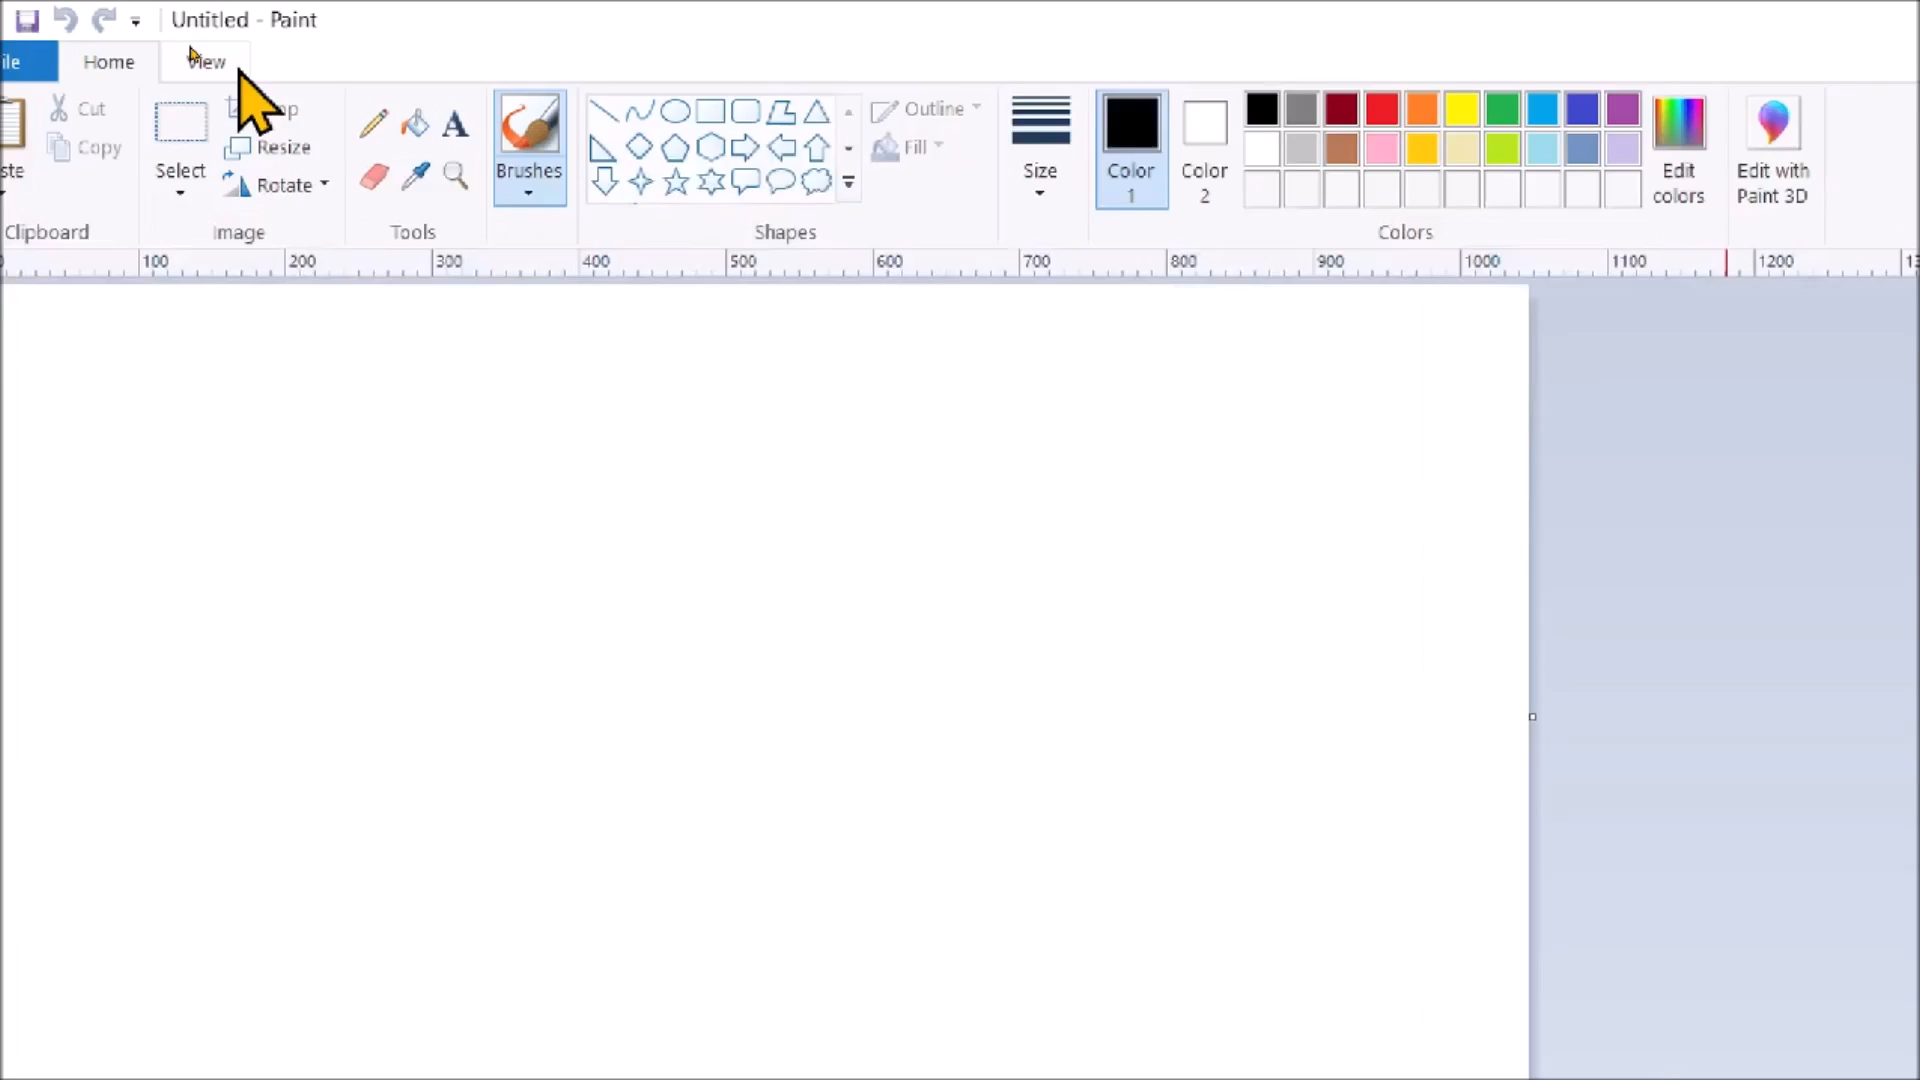 Untitled - Paint
ile
Home
View
Cut
Copy
ste
Clipboard
Select
Resize
Rotate
Image
A
Tools
Brushes
Shapes
Outline
Fill
Size
Color
1
Color
2
Colors
Edit
colors
Edit with
Paint 3D
100 200 300 400 500 600 700 800 900 1000 1100 1200